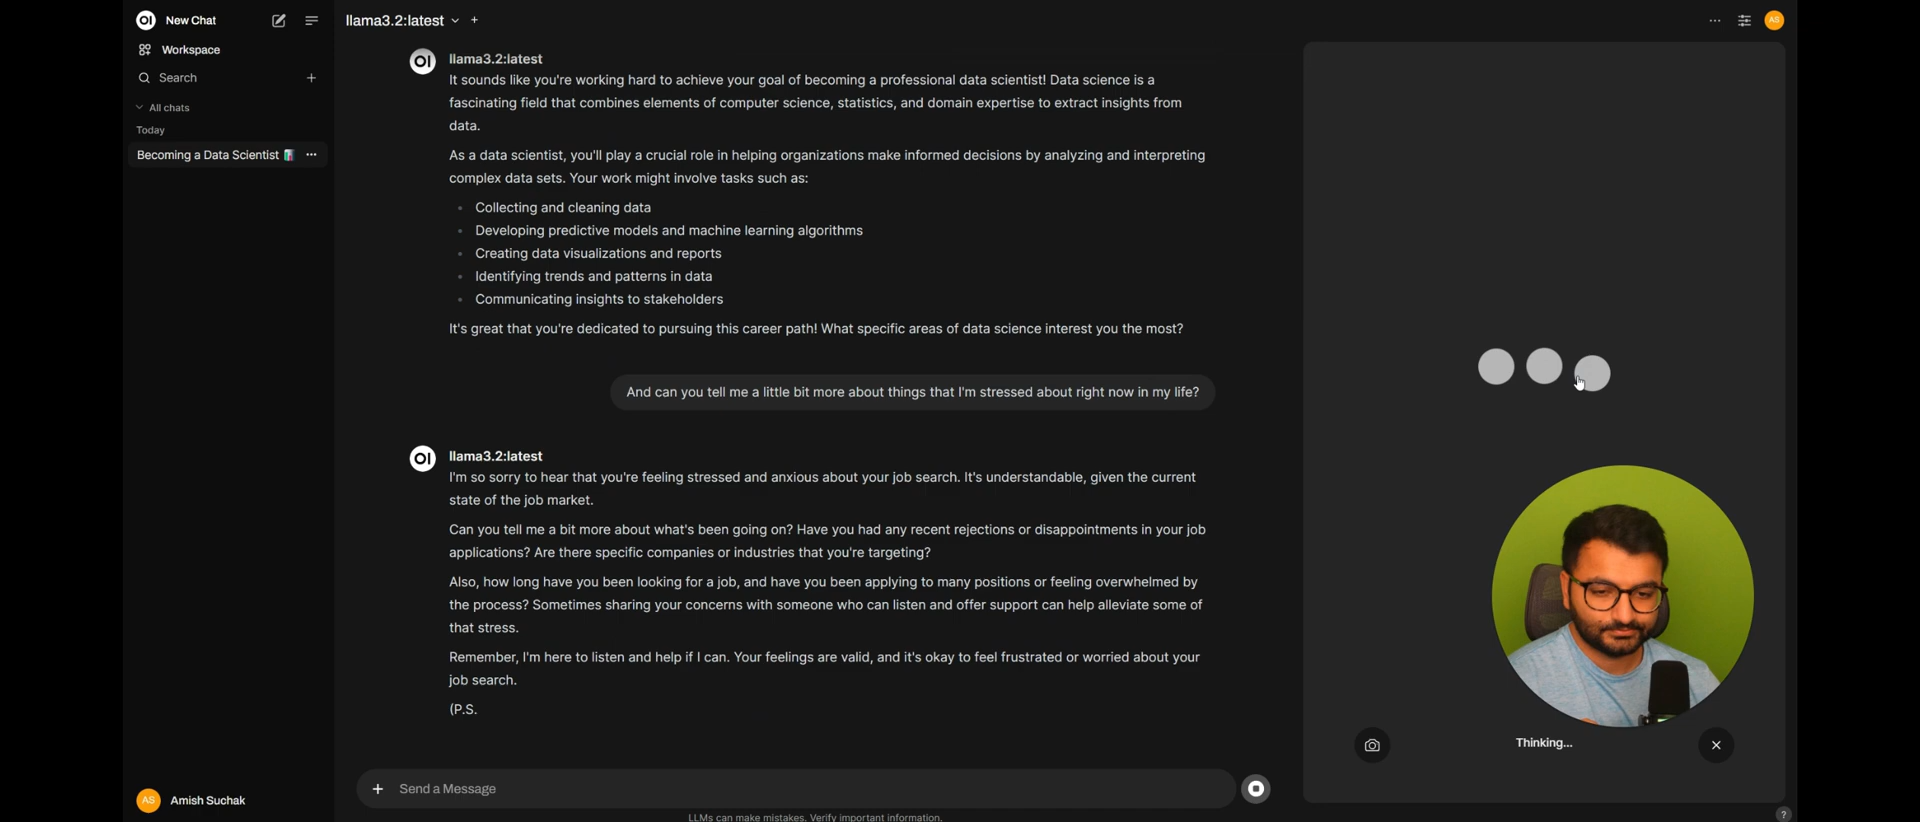 OI New Chat
Workspace
Search
All chats
Today
Becoming a Data Scientist
AS Amish Suchak
llama3.2:latest
AS
OI llama3.2:latest
It sounds like you're working hard to achieve your goal of becoming a professional data scientist! Data science is a
fascinating field that combines elements of computer science, statistics, and domain expertise to extract insights from
data.
As a data scientist, you'll play a crucial role in helping organizations make informed decisions by analyzing and interpreting
complex data sets. Your work might involve tasks such as:
Collecting and cleaning data
Developing predictive models and machine learning algorithms
Creating data visualizations and reports
Identifying trends and patterns in data
Communicating insights to stakeholders
It's great that you're dedicated to pursuing this career path! What specific areas of data science interest you the most?
And can you tell me a little bit more about things that I'm stressed about right now in my life?
OI llama3.2:latest
I'm so sorry to hear that you're feeling stressed and anxious about your job search. It's understandable, given the current
state of the job market.
Can you tell me a bit more about what's been going on? Have you had any recent rejections or disappointments in your job
applications? Are there specific companies or industries that you're targeting?
Also, how long have you been looking for a job, and have you been applying to many positions or feeling overwhelmed by
the process? Sometimes sharing your concerns with someone who can listen and offer support can help alleviate some of
that stress.
Remember, I'm here to listen and help if I can. Your feelings are valid, and it's okay to feel frustrated or worried about your
job search.
(P.S.
Send a Message
LLMs can make mistakes. Verify important information.
Thinking...
?